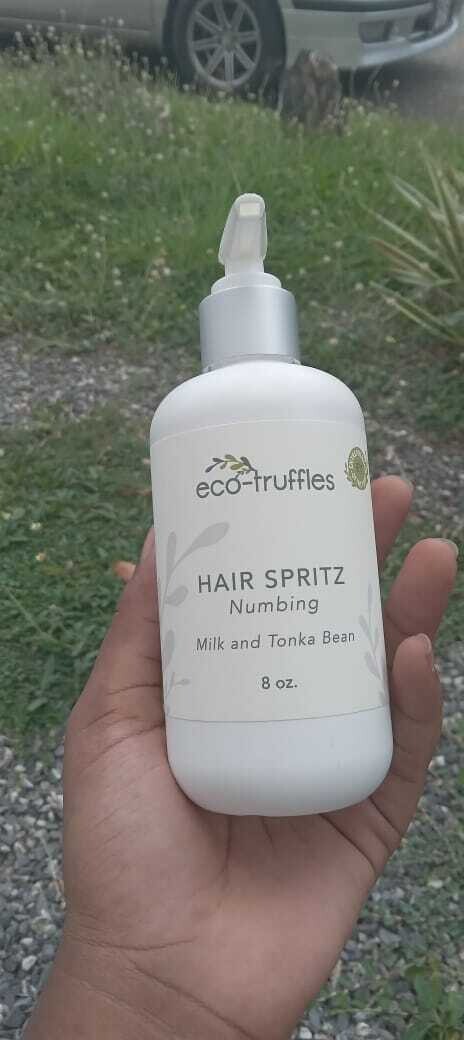 eco-truffles
HAIR SPRITZ
Numbing
Milk and Tonka Bean
8 oz.